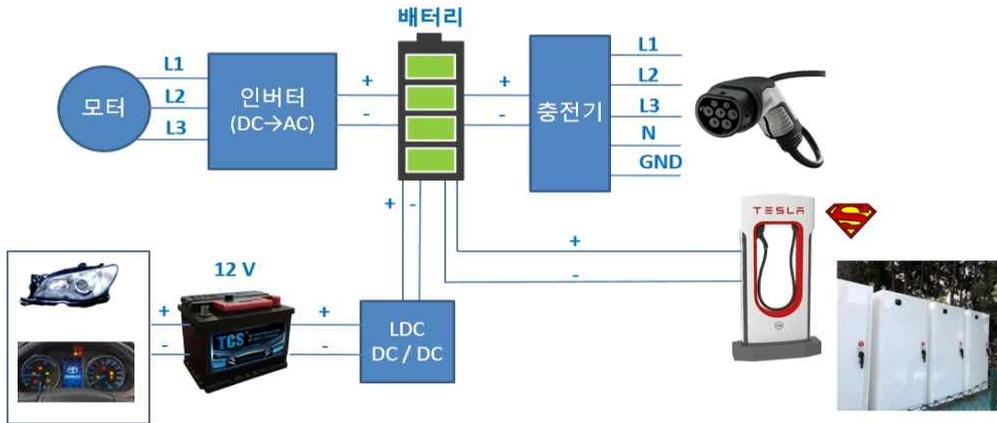 배터리
L1
L2
L3
모터
인버터
(DC→AC)
+
-
+
-
충전기
L1
L2
L3
N
GND
+
-
TESLA
S
+
-
12 V
+
-
TCS
+
-
LDC
DC / DC